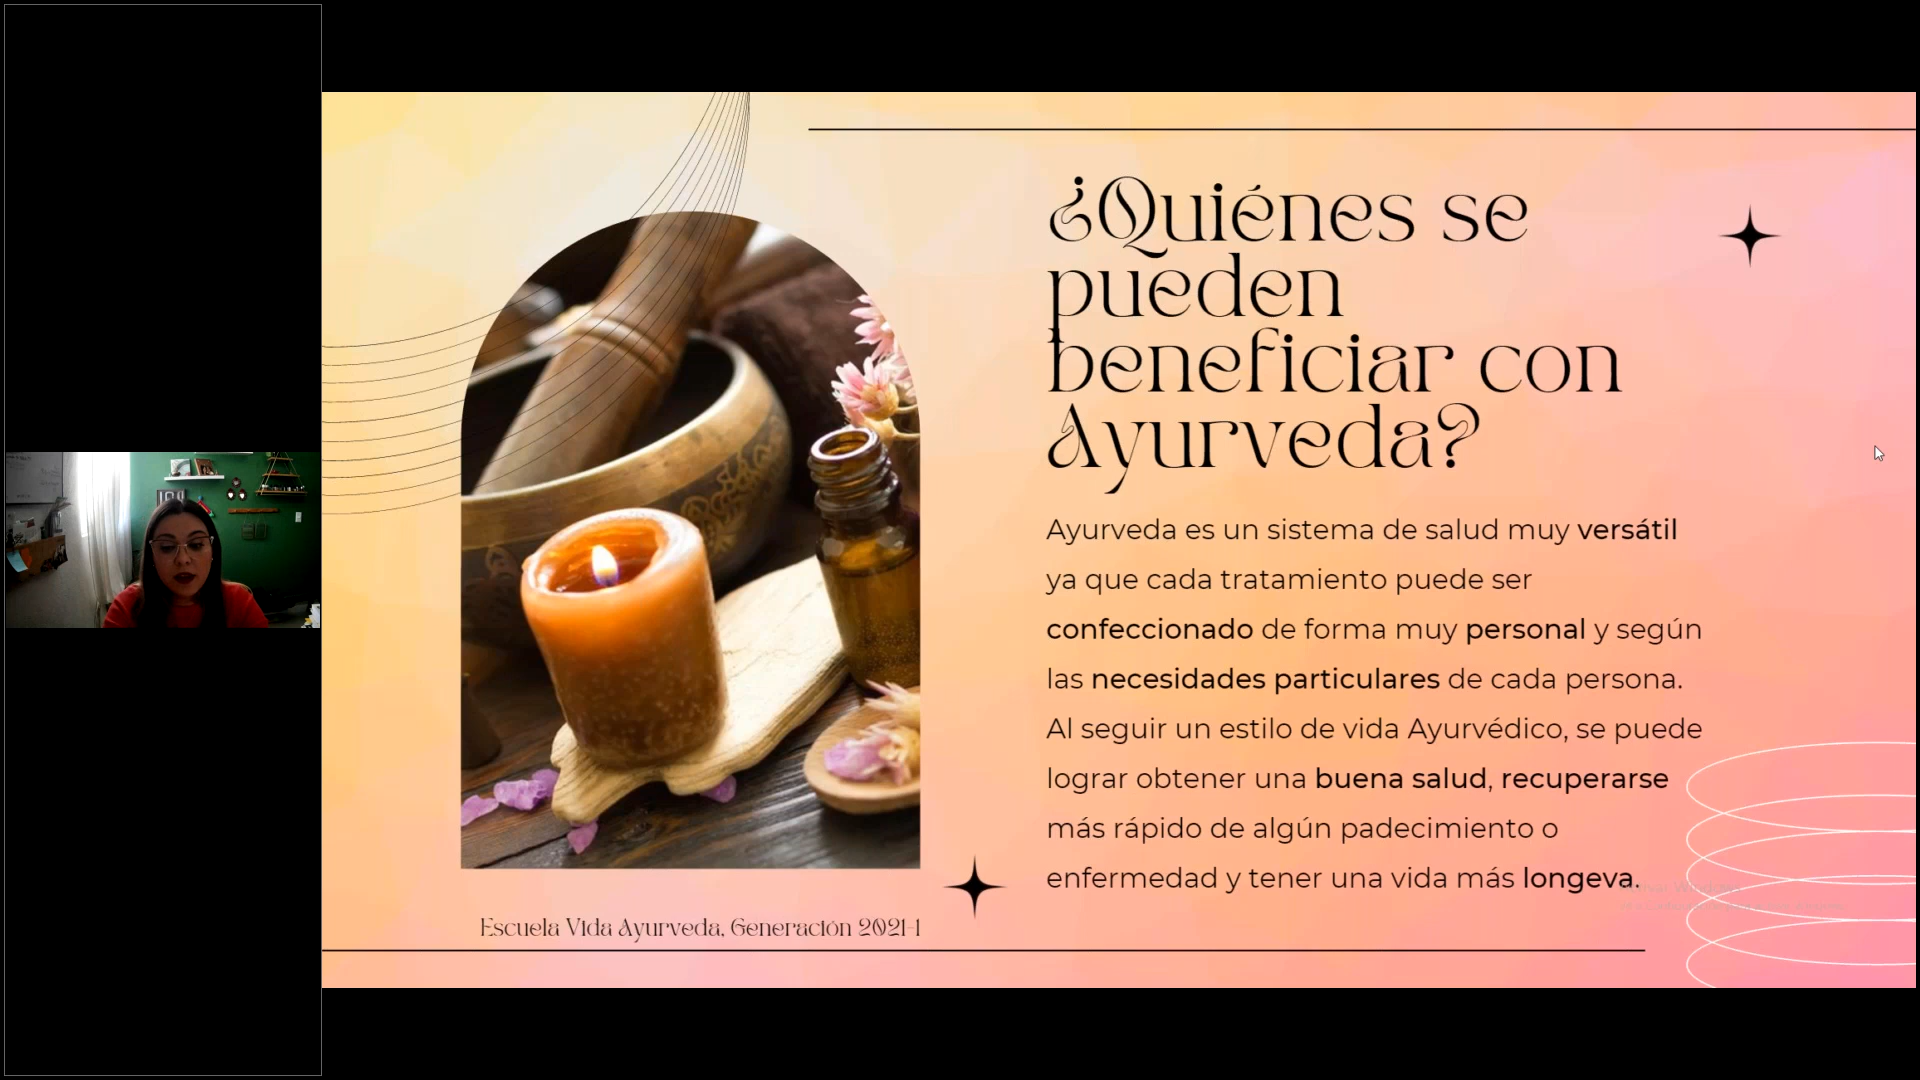 ¿Quiénes se
pueden
beneficiar con
Ayurveda?
Ayurveda es un sistema de salud muy versátil
ya que cada tratamiento puede ser
confeccionado de forma muy personal y según
las necesidades particulares de cada persona.
Al seguir un estilo de vida Ayurvédico, se puede
lograr obtener una buena salud, recuperarse
más rápido de algún padecimiento o
enfermedad y tener una vida más longeva.
Escuela Vida Ayurveda, Generación 2021-1